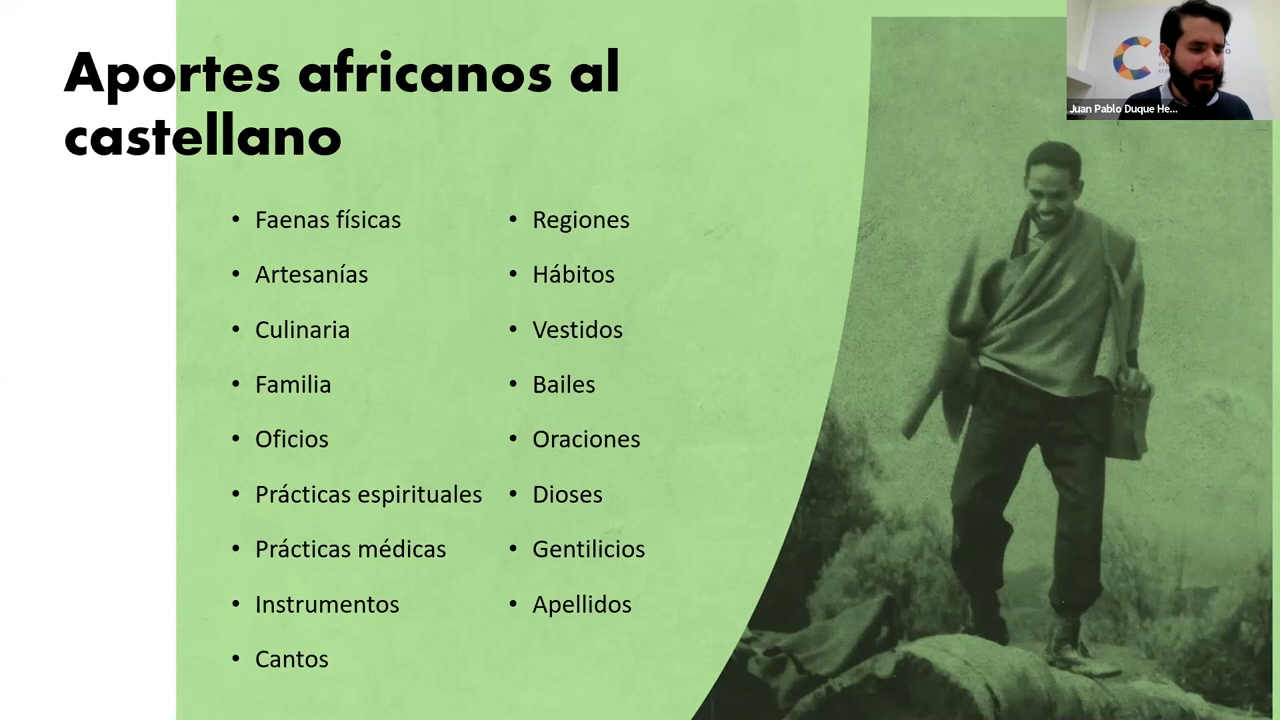 Aportes africanos al
castellano
• Faenas físicas
• Artesanías
• Culinaria
• Familia
• Oficios
• Prácticas espirituales
• Prácticas médicas
• Instrumentos
• Cantos
• Regiones
• Hábitos
• Vestidos
• Bailes
• Oraciones
• Dioses
• Gentilicios
• Apellidos
Juan Pablo Duque He...